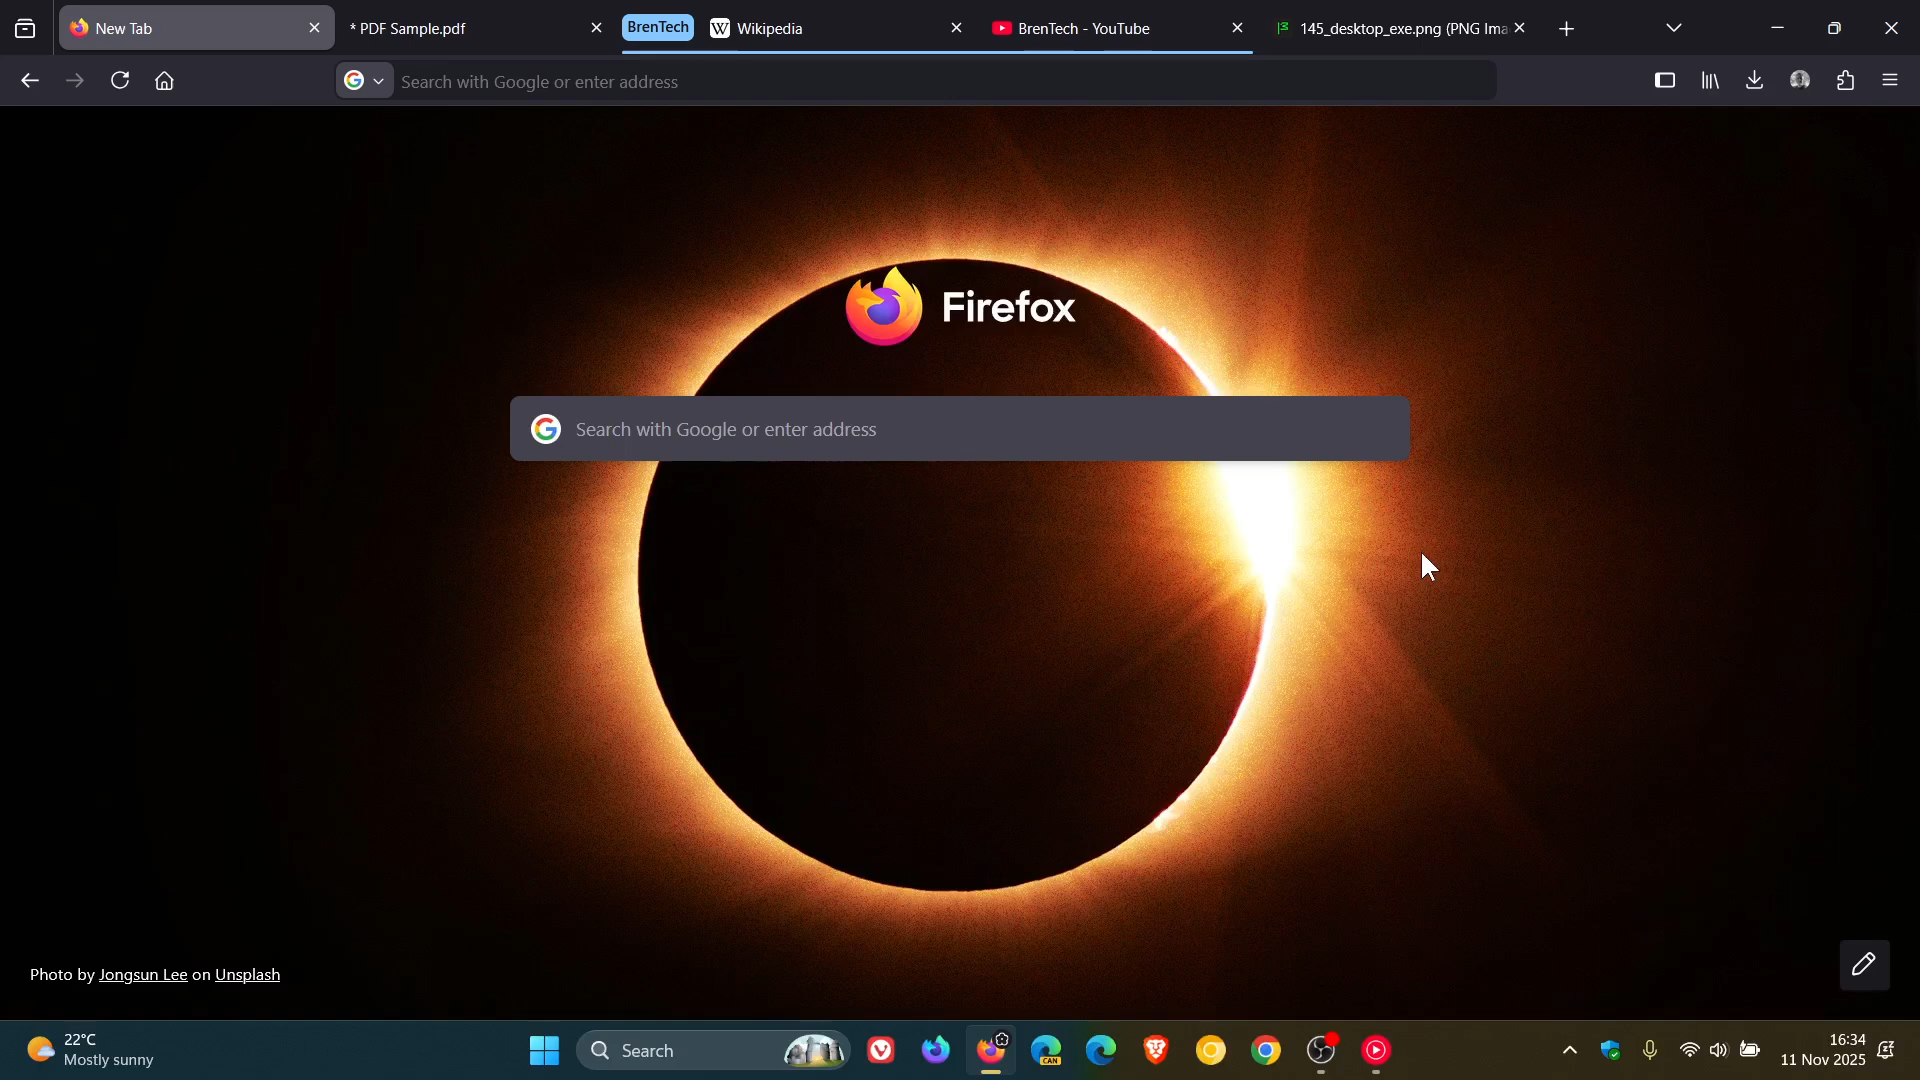 New Tab
* PDF Sample.pdf
BrenTech
Wikipedia
BrenTech - YouTube
145_desktop_exe.png (PNG Ima
Search with Google or enter address
Firefox
Search with Google or enter address
Photo by Jongsun Lee on Unsplash
22°C
Mostly sunny
Search
CAN
16:34
11 Nov 2025